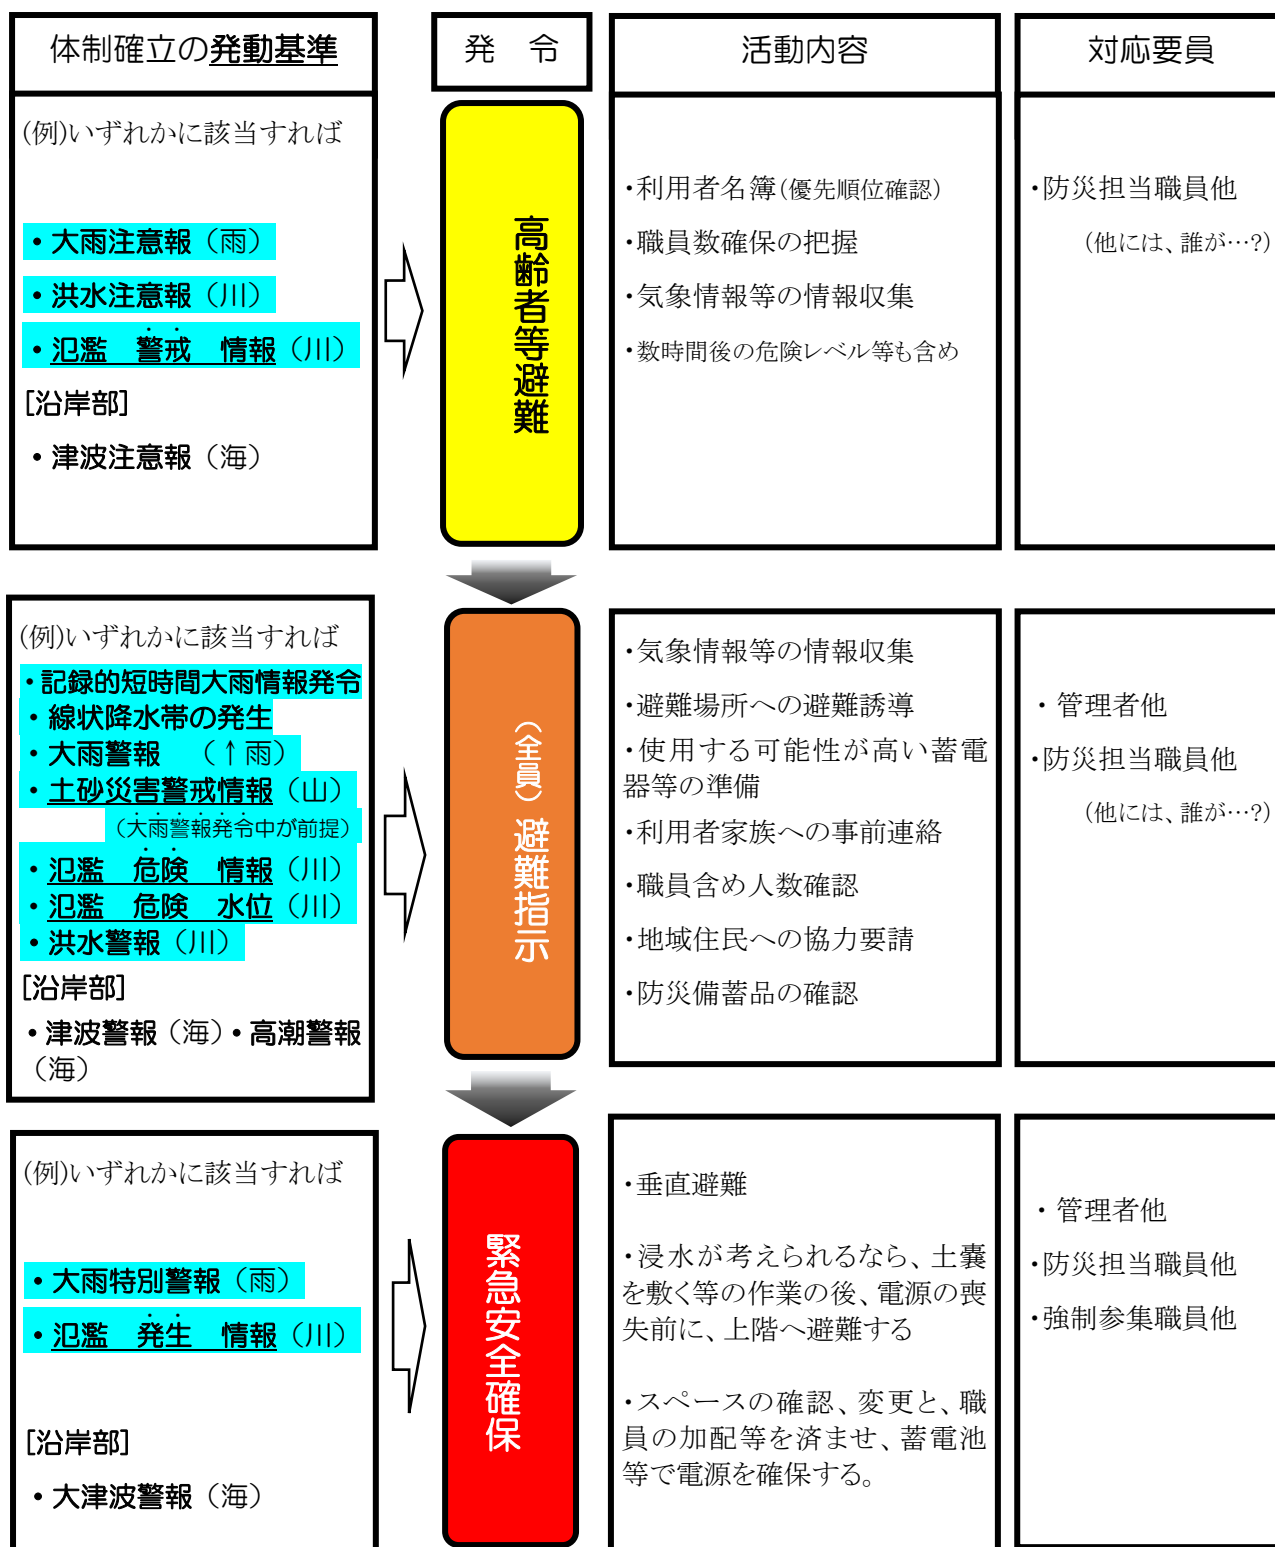 体制確立の発動基準
発　令
活動内容
対応要員
(例)いずれかに該当すれば
・大雨注意報（雨）
・洪水注意報（川）
・氾濫　警戒　情報（川）
[沿岸部]
・津波注意報（海）
高齢者等避難
・利用者名簿(優先順位確認)
・職員数確保の把握
・気象情報等の情報収集
・数時間後の危険レベル等も含め
・防災担当職員他
(他には、誰が…?)
(例)いずれかに該当すれば
・記録的短時間大雨情報発令
・線状降水帯の発生
・大雨警報　（↑雨）
・土砂災害警戒情報（山）
（大雨警報発令中が前提）
・氾濫　危険　情報（川）
・氾濫　危険　水位（川）
・洪水警報（川）
[沿岸部]
・津波警報（海）・高潮警報
（海）
（全員）避難指示
・気象情報等の情報収集
・避難場所への避難誘導
・使用する可能性が高い蓄電
器等の準備
・利用者家族への事前連絡
・職員含め人数確認
・地域住民への協力要請
・防災備蓄品の確認
・管理者他
・防災担当職員他
(他には、誰が…?)
(例)いずれかに該当すれば
・大雨特別警報（雨）
・氾濫　発生　情報（川）
[沿岸部]
・大津波警報（海）
緊急安全確保
・垂直避難
・浸水が考えられるなら、土嚢
を敷く等の作業の後、電源の喪
失前に、上階へ避難する
・スペースの確認、変更と、職
員の加配等を済ませ、蓄電池
等で電源を確保する。
・管理者他
・防災担当職員他
・強制参集職員他